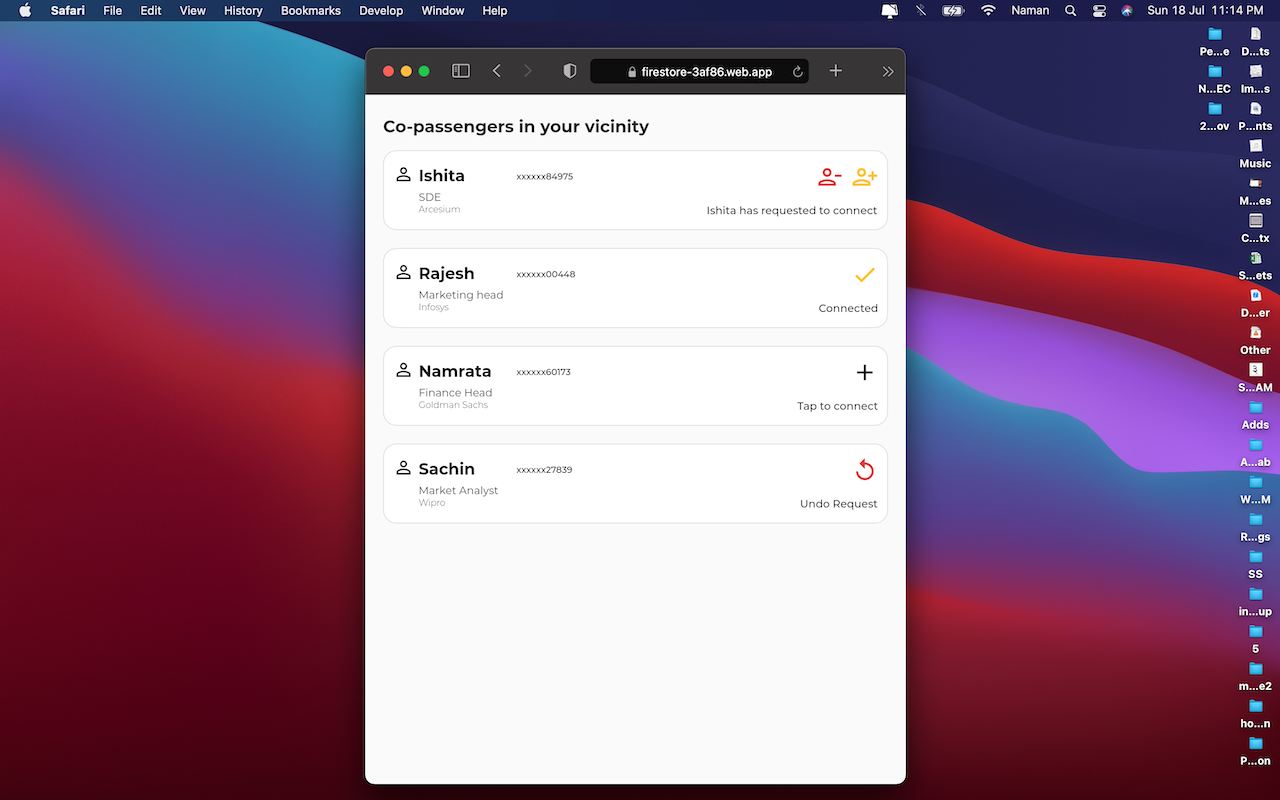 Safari File Edit View History Bookmarks Develop Window Help Naman Sun 18 Jul 11:14 PM
firestore-3af86.web.app
Co-passengers in your vicinity
Ishita xxxxxx84975
SDE
Arcesium
Ishita has requested to connect
Rajesh xxxxxx00448
Marketing head
Infosys
Connected
Namrata xxxxxx60173
Finance Head
Goldman Sachs
Tap to connect
Sachin xxxxxx27839
Market Analyst
Wipro
Undo Request
Pe...e D...ts
N...EC Im...s
2...ov P...nts
Music
M...es
C...tx
S...ets
D...er
Other
S...AM
Adds
A...ab
W...M
R...gs
SS
in...up
5
m...e2
ho...n
P...on